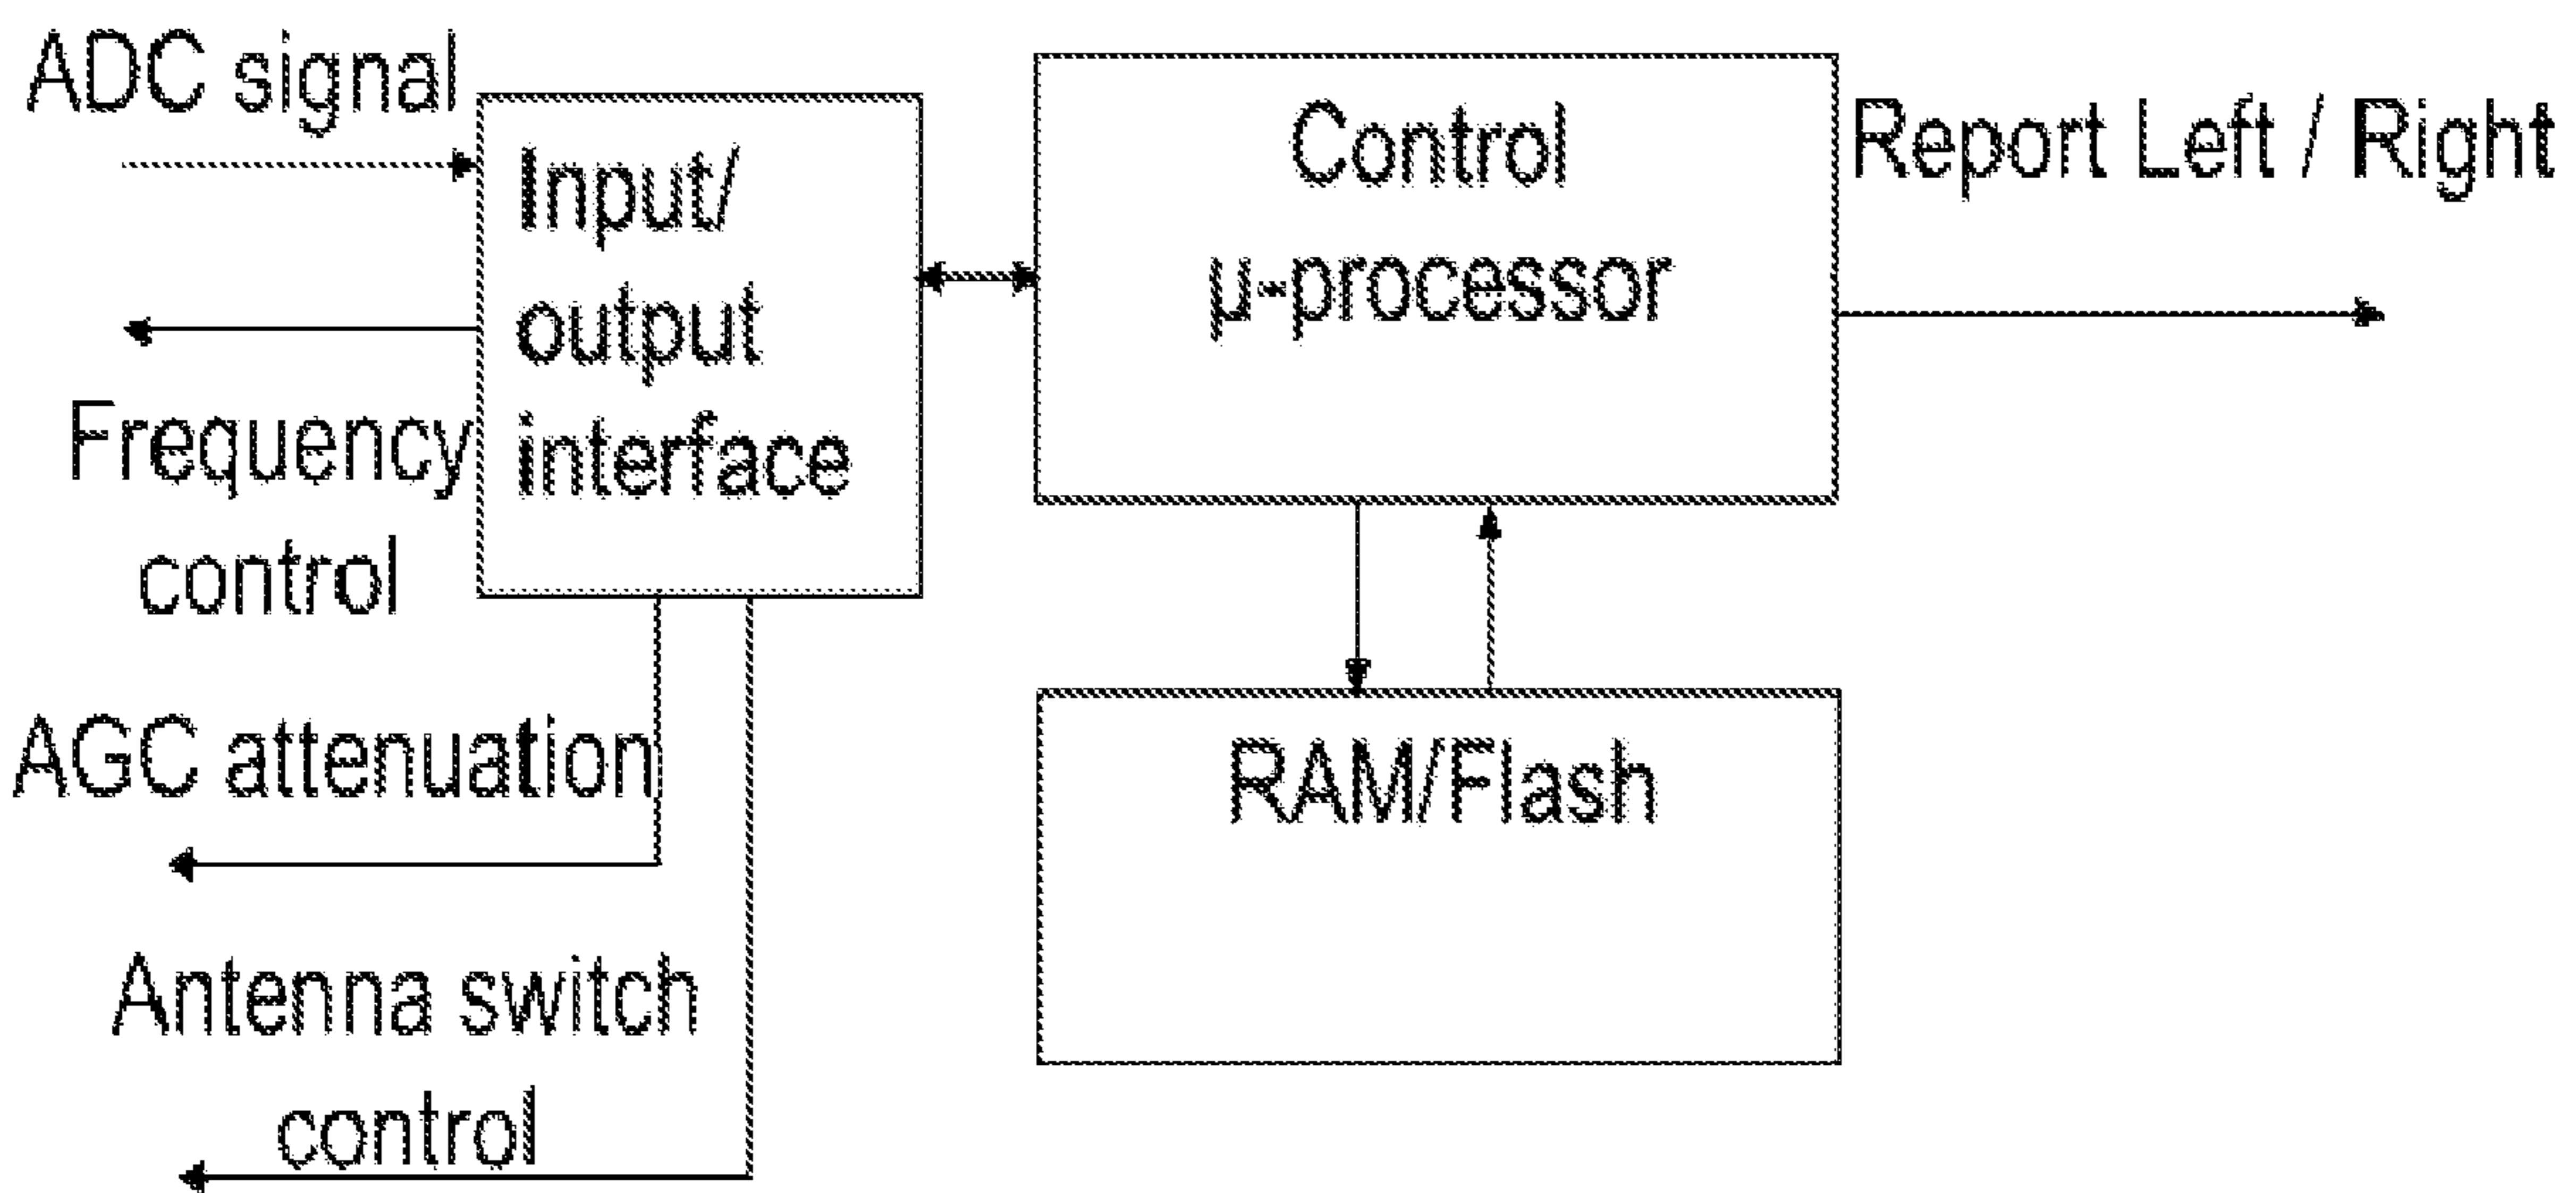 ADC signal
Input/
output
interface
Frequency
control
AGC attenuation
Antenna switch
control
Control
µ-processor
Report Left / Right
RAM/Flash